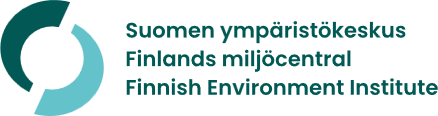 Suomen ympäristökeskus
Finlands miljöcentral
Finnish Environment Institute